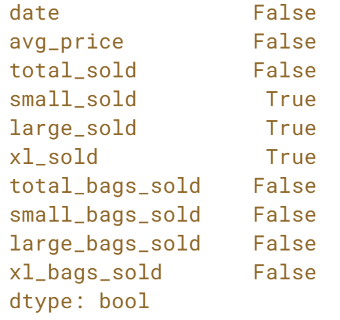 date                 False
avg_price            False
total_sold           False
small_sold            True
large_sold            True
xl_sold               True
total_bags_sold      False
small_bags_sold      False
large_bags_sold      False
xl_bags_sold         False
dtype: bool